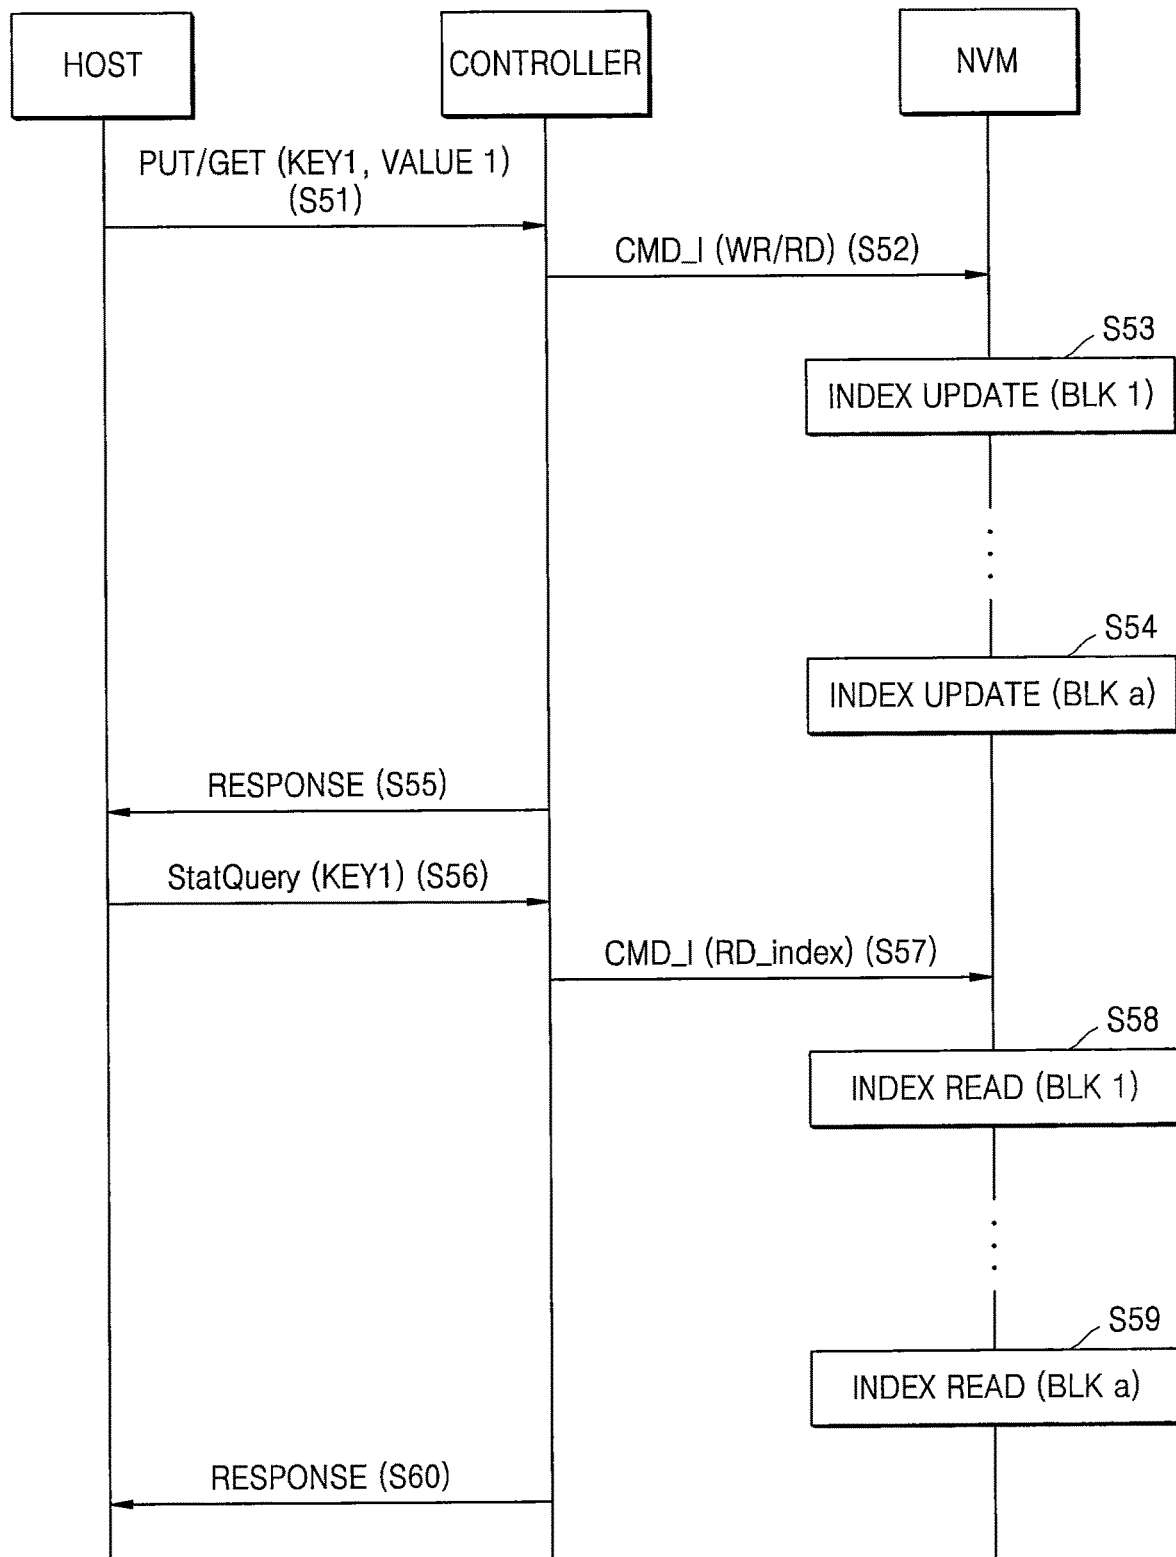 HOST
CONTROLLER
NVM
PUT/GET (KEY1, VALUE 1)
(S51)
CMD_I (WR/RD) (S52)
S53
INDEX UPDATE (BLK 1)
S54
INDEX UPDATE (BLK a)
RESPONSE (S55)
StatQuery (KEY1) (S56)
CMD_I (RD_index) (S57)
S58
INDEX READ (BLK 1)
S59
INDEX READ (BLK a)
RESPONSE (S60)